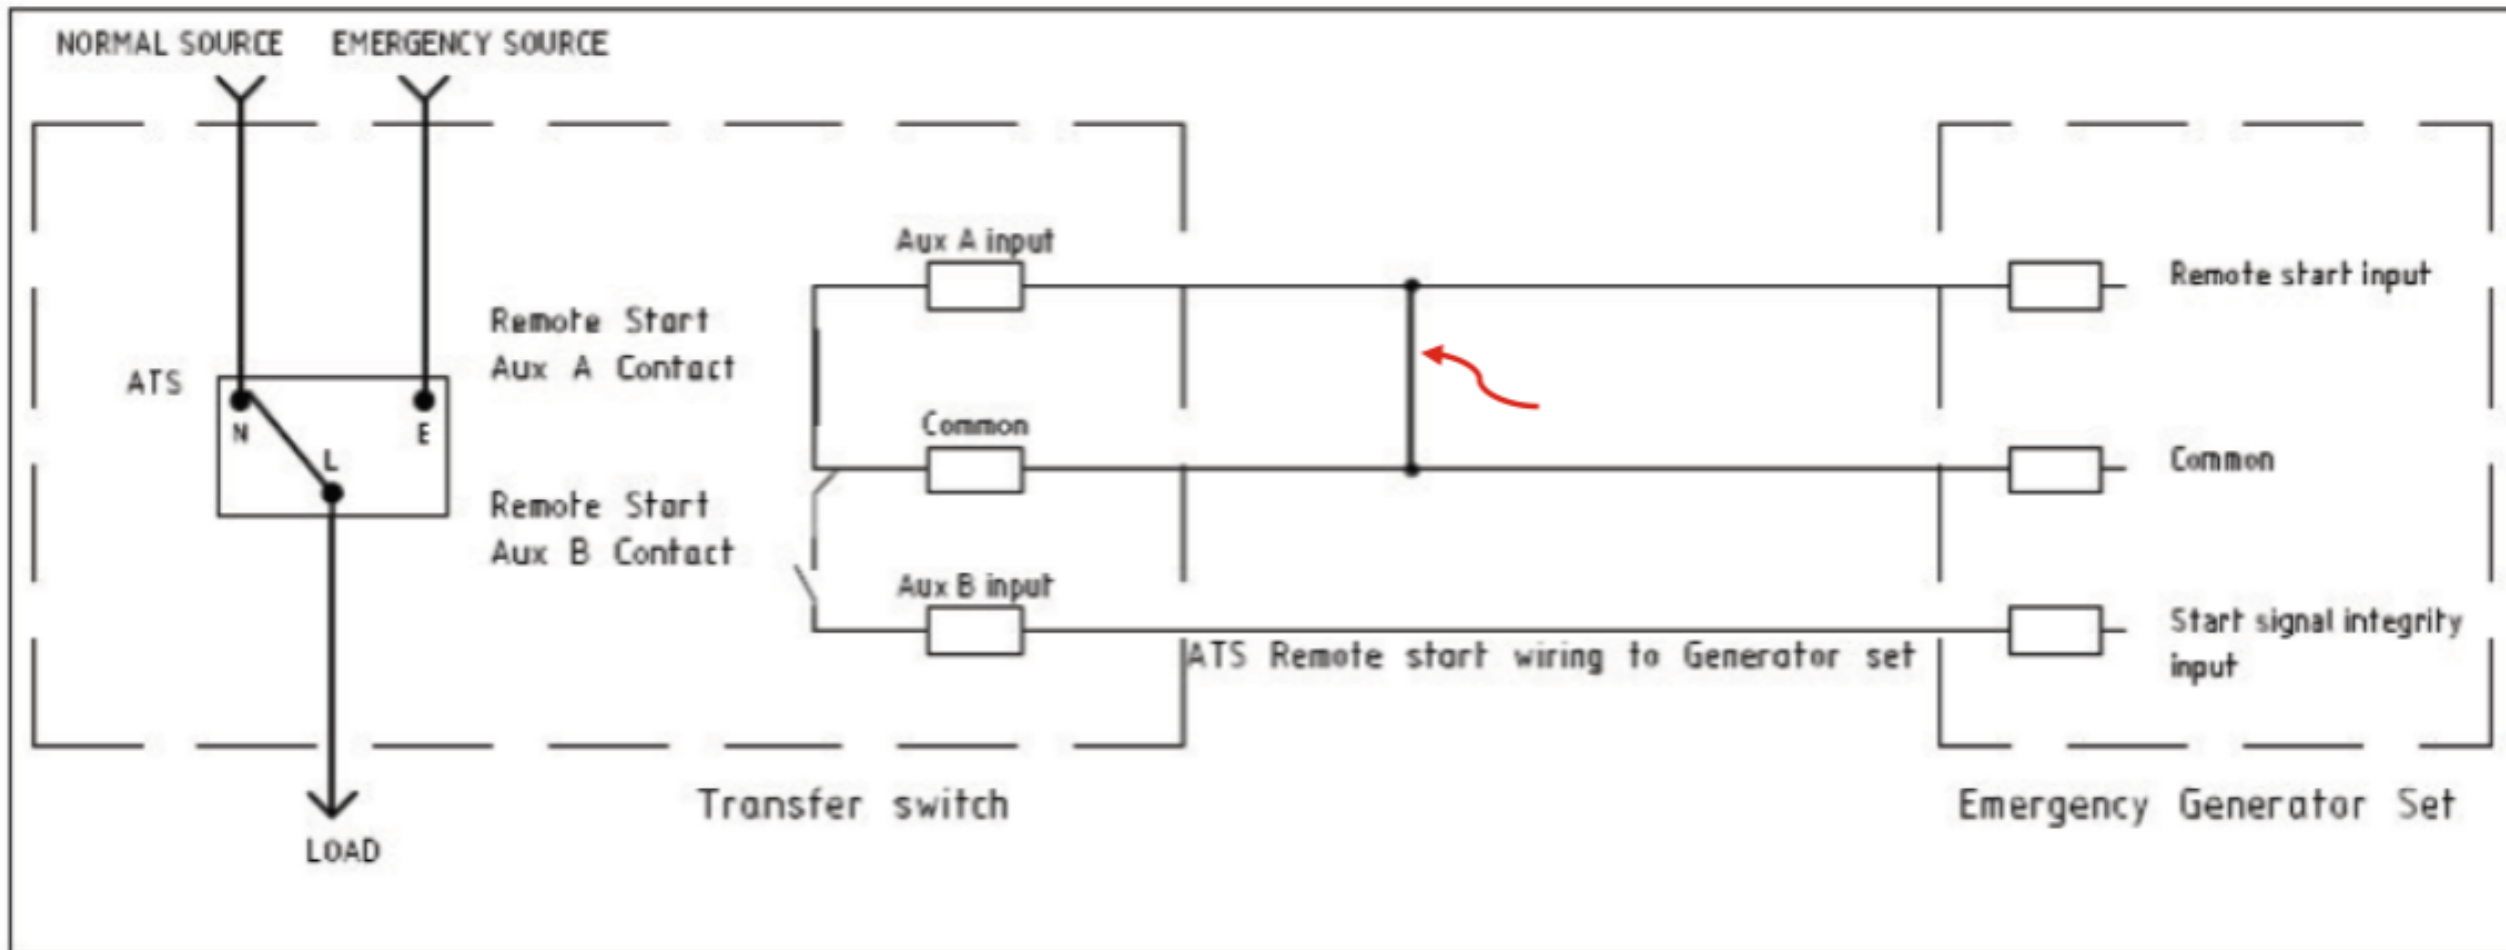 NORMAL SOURCE
EMERGENCY SOURCE
Aux A input
Remote start input
Remote Start
Aux A Contact
ATS
N
E
L
Common
Common
Remote Start
Aux B Contact
Aux B input
Start signal integrity
input
ATS Remote start wiring to Generator set
Transfer switch
Emergency Generator Set
LOAD